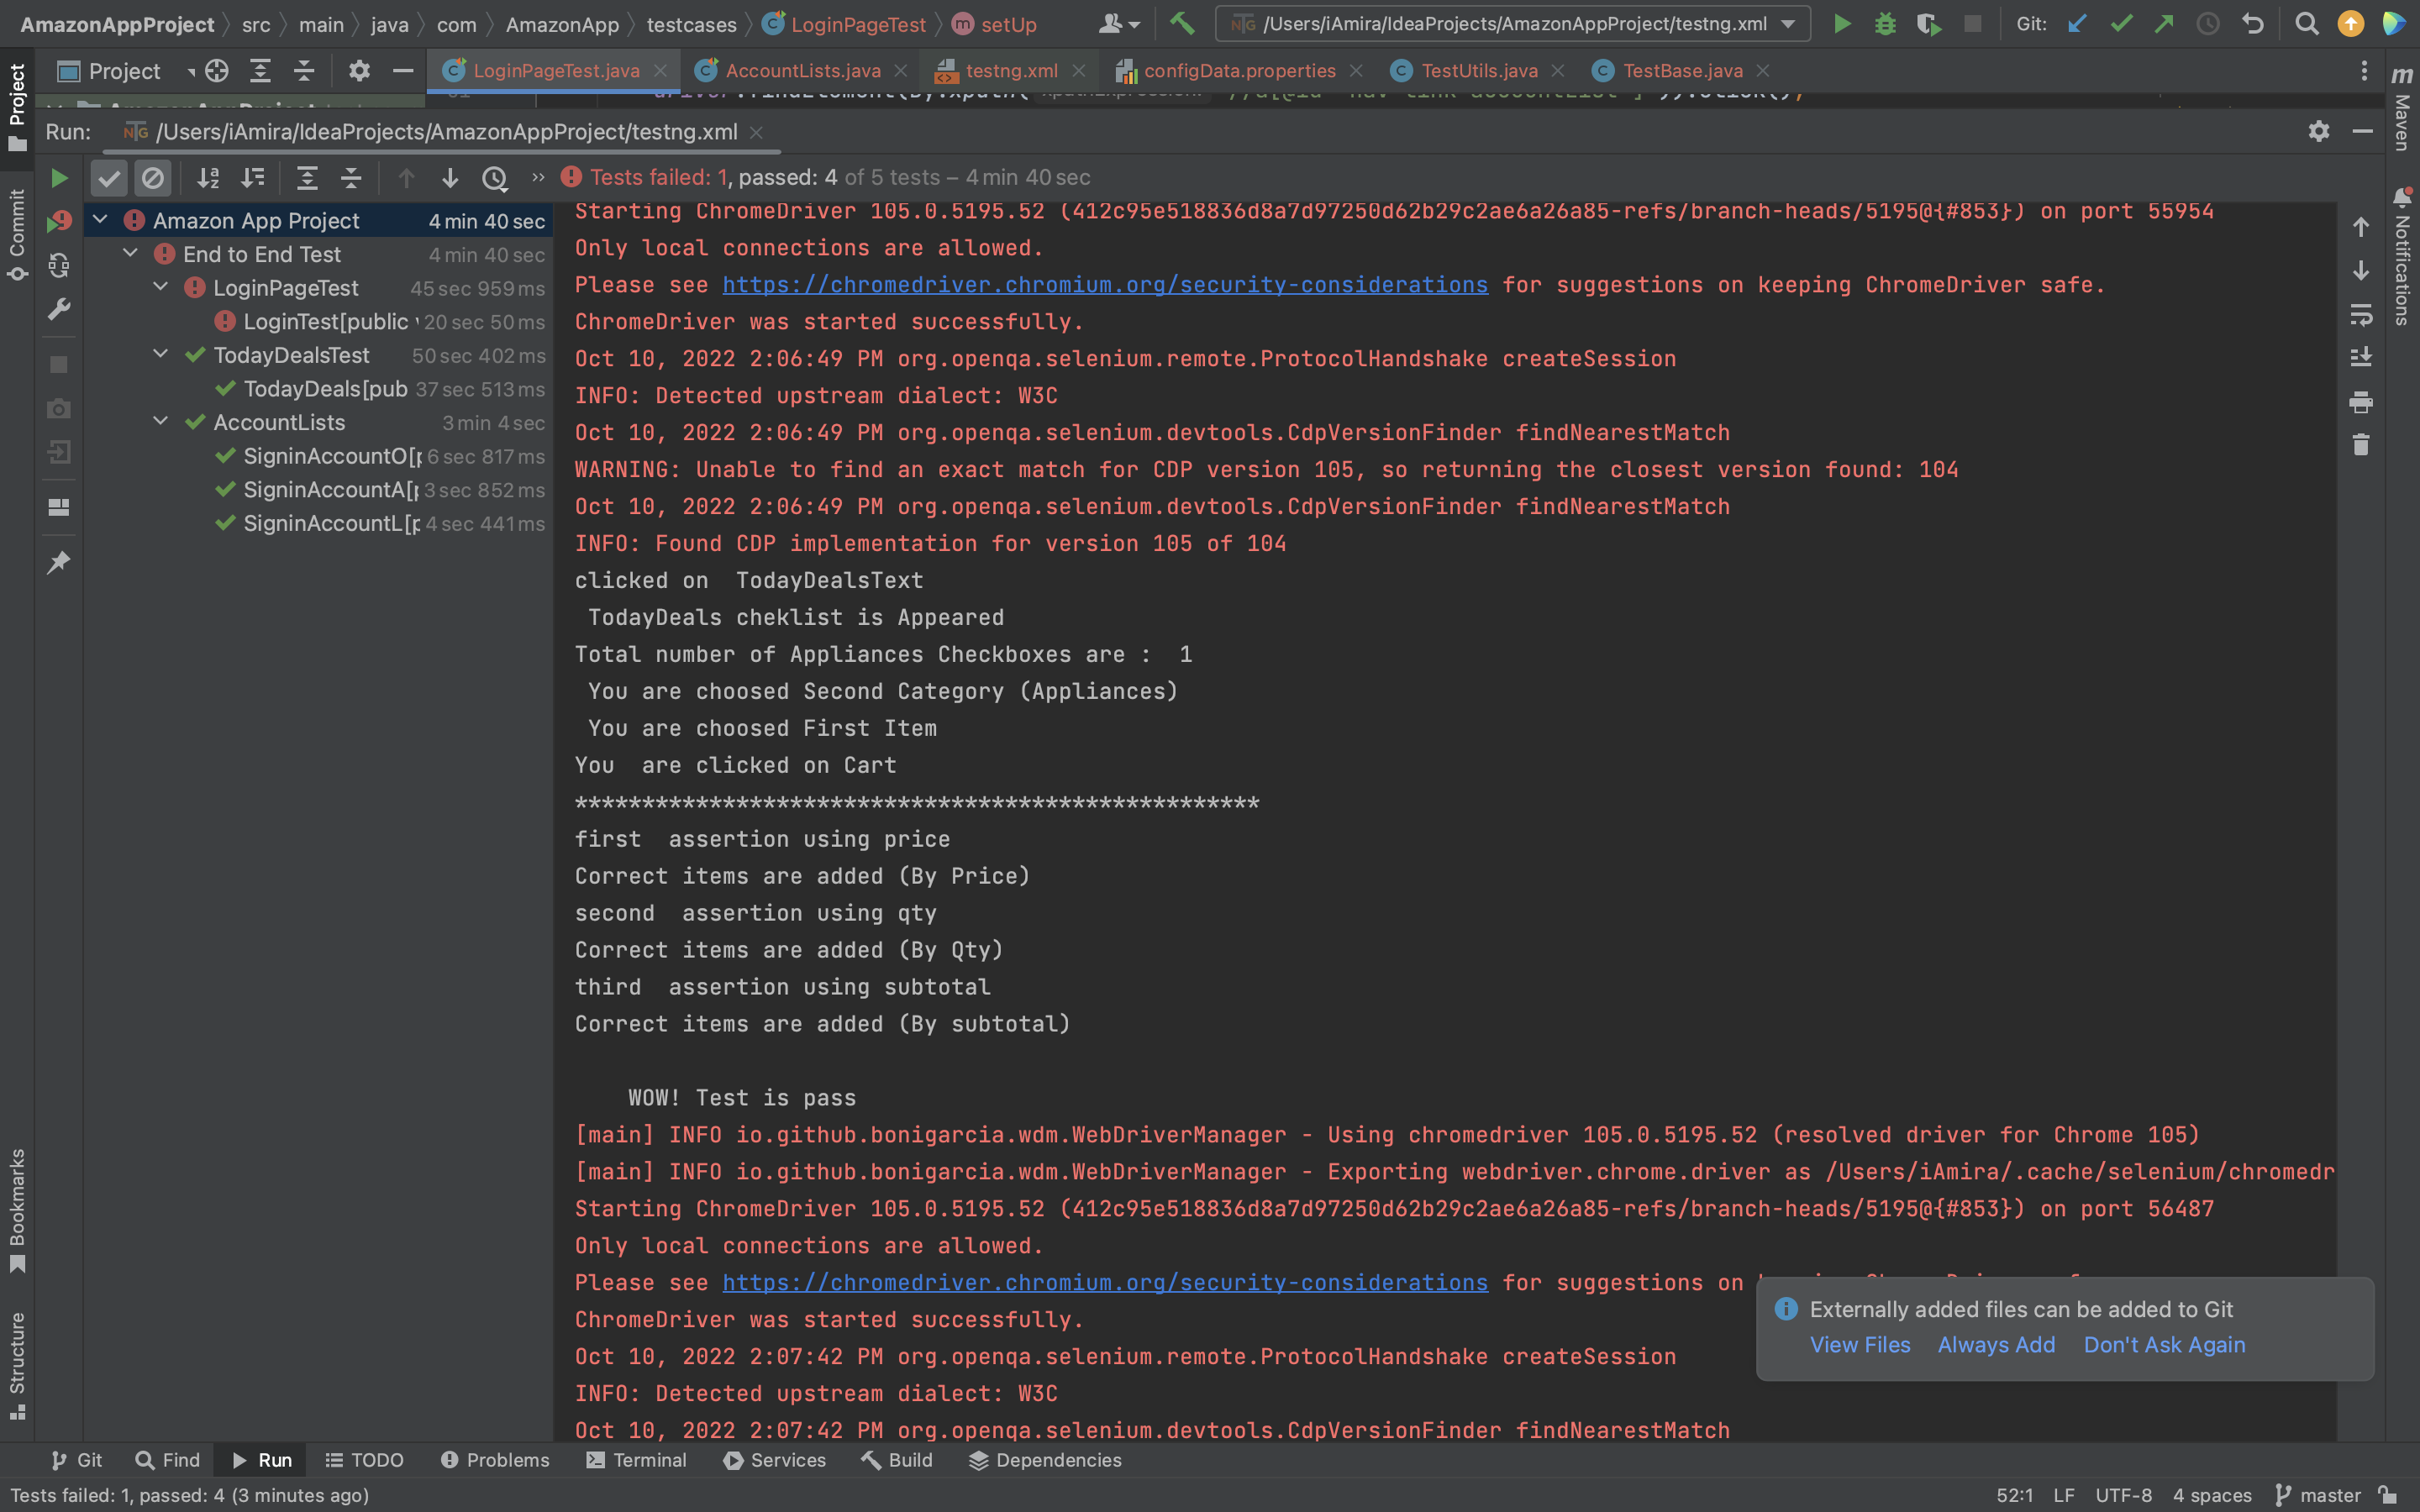 AmazonAppProject src main java com AmazonApp testcases LoginPageTest setUp /Users/iAmira/IdeaProjects/AmazonAppProject/testng.xml Git:
Project LoginPageTest.java AccountLists.java testng.xml configData.properties TestUtils.java TestBase.java
Run: /Users/iAmira/IdeaProjects/AmazonAppProject/testng.xml
Tests failed: 1, passed: 4 of 5 tests – 4 min 40 sec
Amazon App Project 4 min 40 sec
End to End Test 4 min 40 sec
LoginPageTest 45 sec 959 ms
LoginTest[public 20 sec 50 ms
TodayDealsTest 50 sec 402 ms
TodayDeals[pub 37 sec 513 ms
AccountLists 3 min 4 sec
SigninAccountO[ 6 sec 817 ms
SigninAccountA[ 3 sec 852 ms
SigninAccountL[ 4 sec 441 ms
Starting ChromeDriver 105.0.5195.52 (412c95e518836d8a7d97250d62b29c2ae6a26a85-refs/branch-heads/5195@{#853}) on port 55954
Only local connections are allowed.
Please see https://chromedriver.chromium.org/security-considerations for suggestions on keeping ChromeDriver safe.
ChromeDriver was started successfully.
Oct 10, 2022 2:06:49 PM org.openqa.selenium.remote.ProtocolHandshake createSession
INFO: Detected upstream dialect: W3C
Oct 10, 2022 2:06:49 PM org.openqa.selenium.devtools.CdpVersionFinder findNearestMatch
WARNING: Unable to find an exact match for CDP version 105, so returning the closest version found: 104
Oct 10, 2022 2:06:49 PM org.openqa.selenium.devtools.CdpVersionFinder findNearestMatch
INFO: Found CDP implementation for version 105 of 104
clicked on  TodayDealsText
TodayDeals cheklist is Appeared
Total number of Appliances Checkboxes are :  1
You are choosed Second Category (Appliances)
You are choosed First Item
You  are clicked on Cart
***************************************************
first  assertion using price
Correct items are added (By Price)
second  assertion using qty
Correct items are added (By Qty)
third  assertion using subtotal
Correct items are added (By subtotal)
WOW! Test is pass
[main] INFO io.github.bonigarcia.wdm.WebDriverManager - Using chromedriver 105.0.5195.52 (resolved driver for Chrome 105)
[main] INFO io.github.bonigarcia.wdm.WebDriverManager - Exporting webdriver.chrome.driver as /Users/iAmira/.cache/selenium/chromedr
Starting ChromeDriver 105.0.5195.52 (412c95e518836d8a7d97250d62b29c2ae6a26a85-refs/branch-heads/5195@{#853}) on port 56487
Only local connections are allowed.
Please see https://chromedriver.chromium.org/security-considerations for suggestions on
ChromeDriver was started successfully.
Oct 10, 2022 2:07:42 PM org.openqa.selenium.remote.ProtocolHandshake createSession
INFO: Detected upstream dialect: W3C
Oct 10, 2022 2:07:42 PM org.openqa.selenium.devtools.CdpVersionFinder findNearestMatch
Externally added files can be added to Git
View Files Always Add Don't Ask Again
Project
Commit
Bookmarks
Structure
Maven
Notifications
Git Find Run TODO Problems Terminal Services Build Dependencies
Tests failed: 1, passed: 4 (3 minutes ago) 52:1 LF UTF-8 4 spaces master